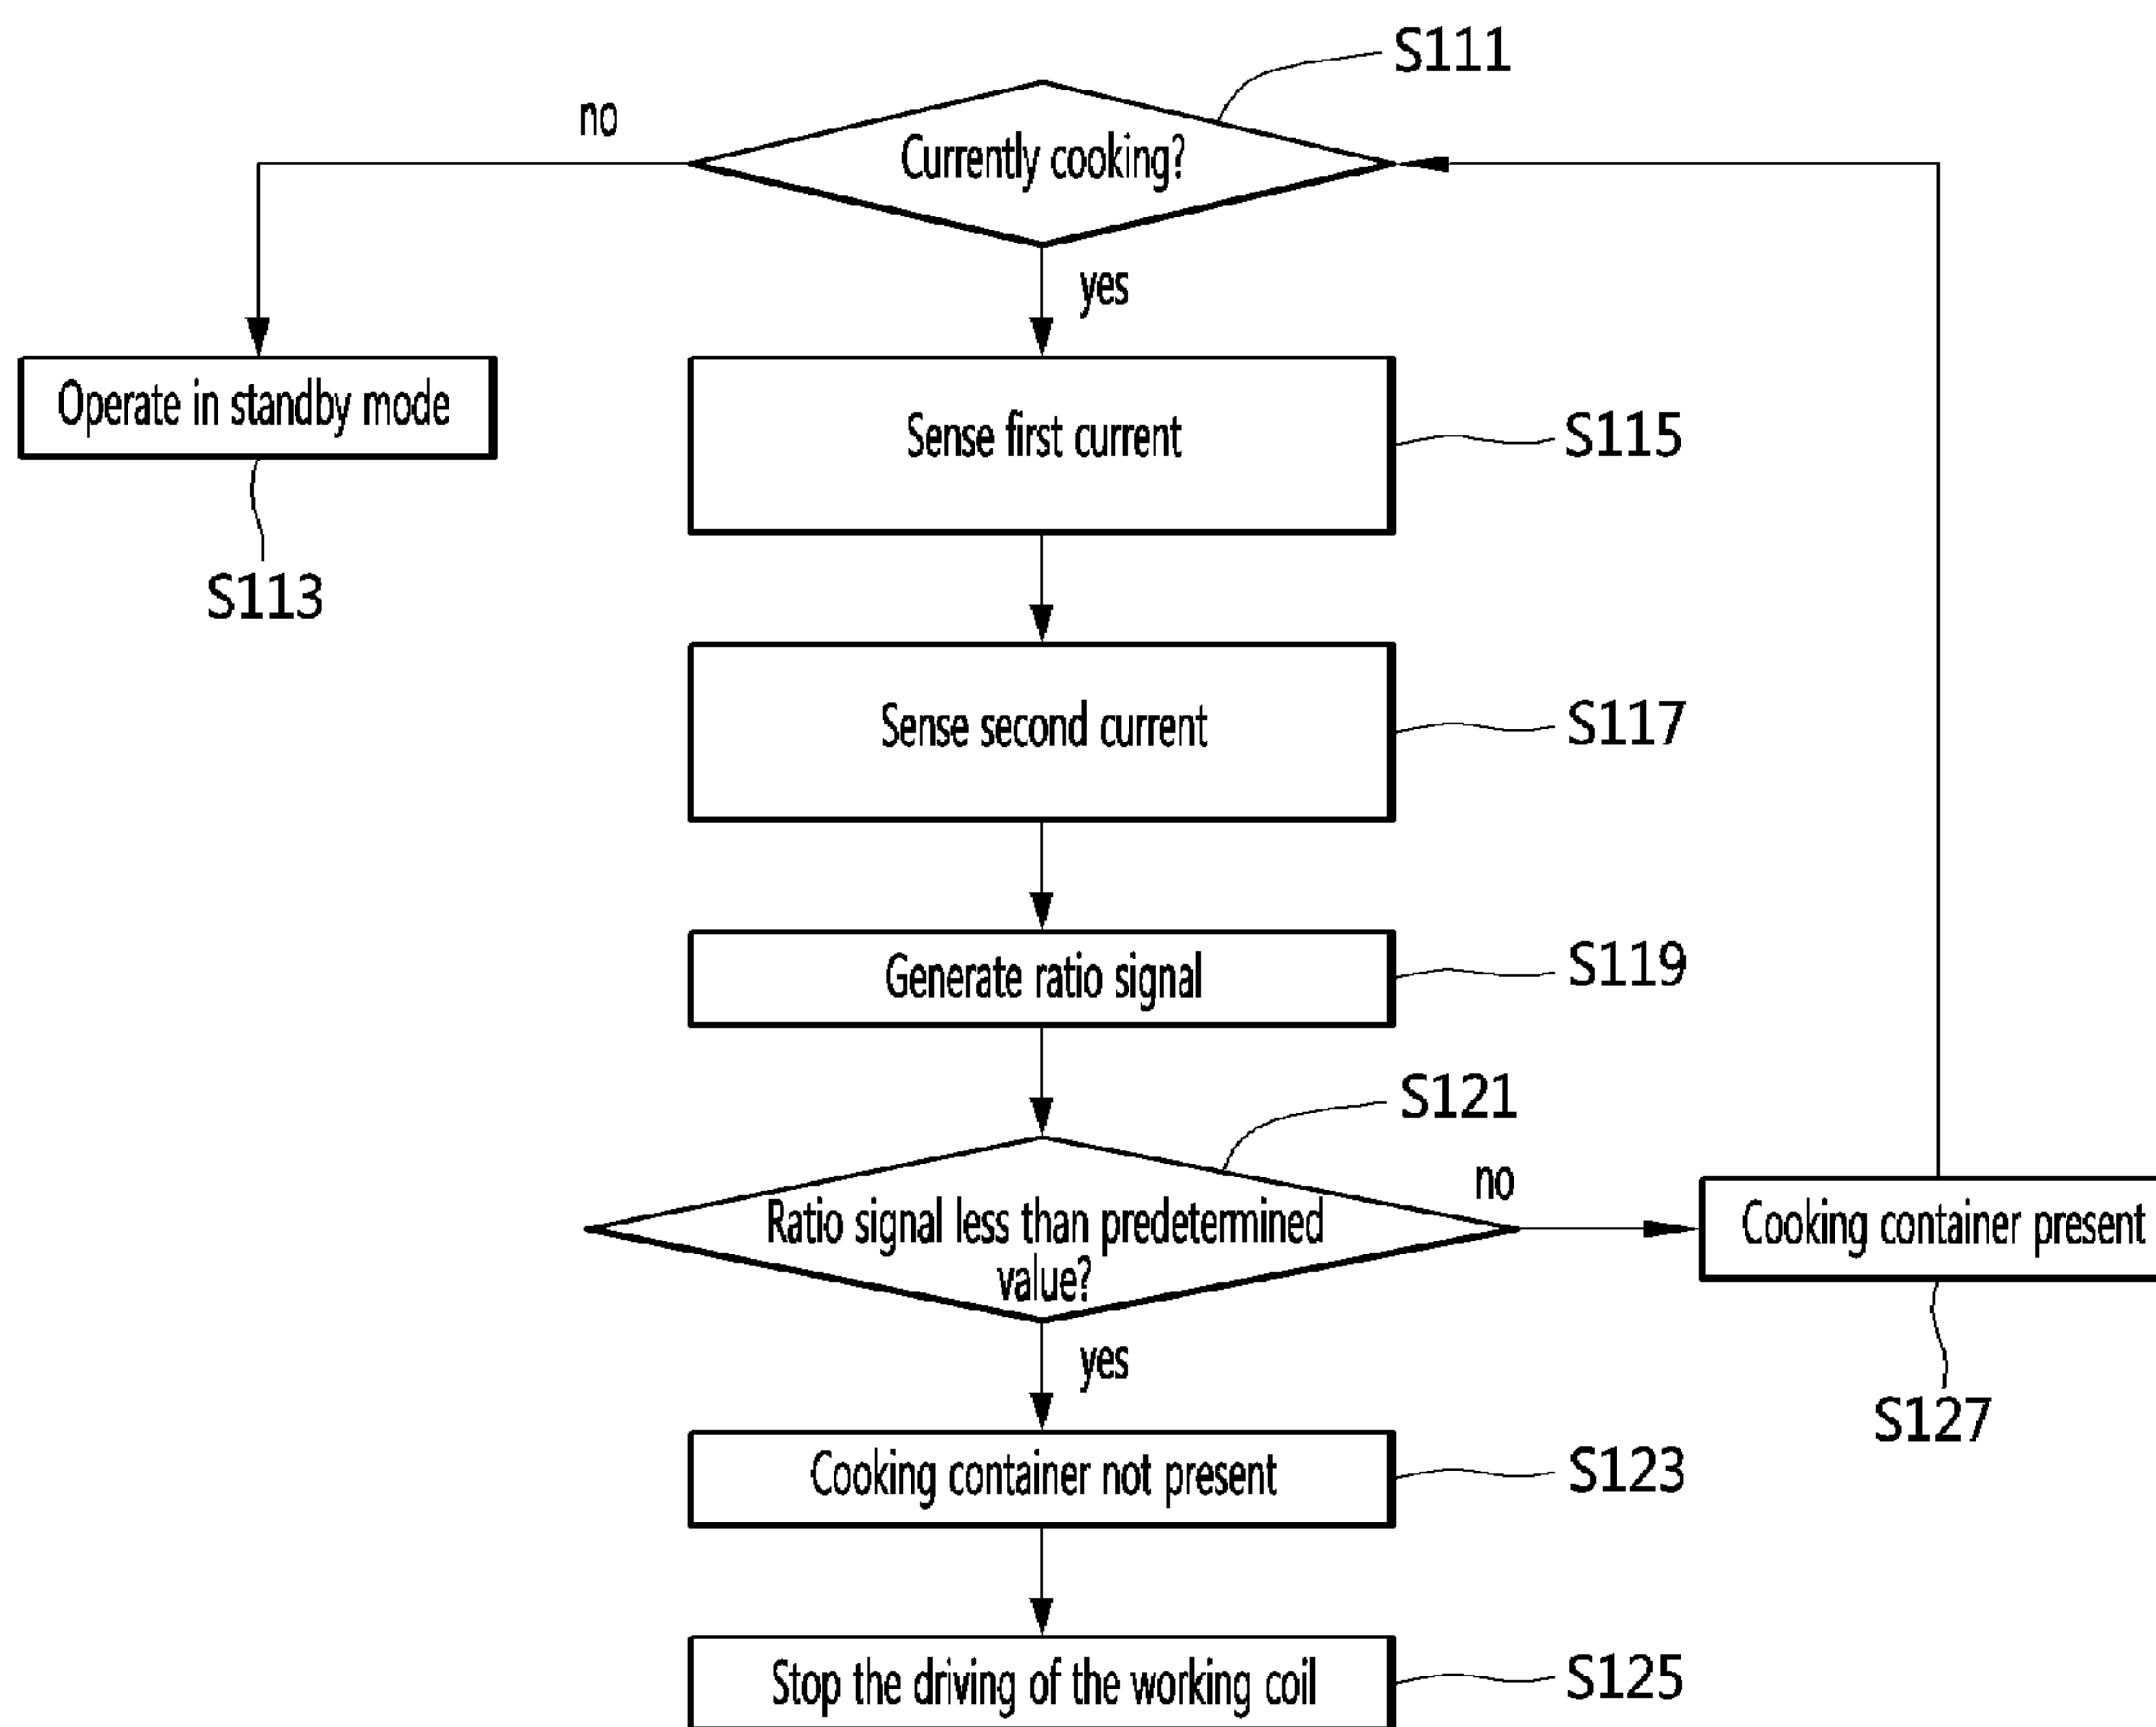 S111
no
Currently cooking?
yes
Operate in standby mode
Sense first current
S115
S113
Sense second current
S117
Generate ratio signal
S119
S121
no
Ratio signal less than predetermined
value?
Cooking container present
yes
S127
Cooking container not present
S123
Stop the driving of the working coil
S125